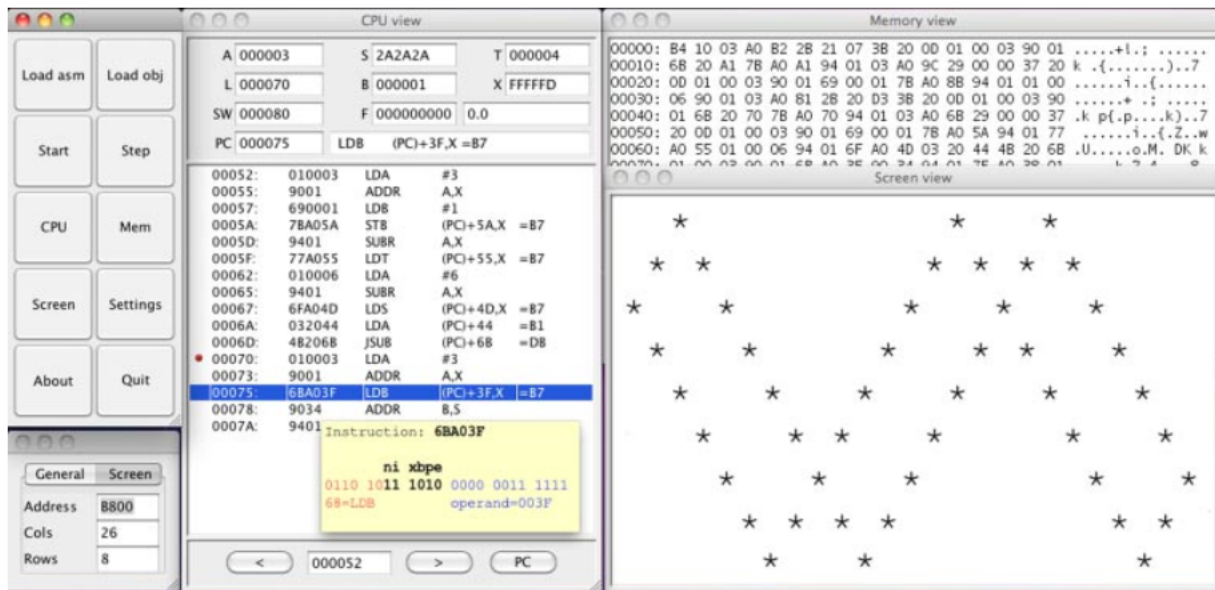 CPU view
Memory view
Load asm Load obj
Start Step
CPU Mem
Screen Settings
About Quit
General Screen
Address B800
Cols 26
Rows 8
A 000003 S 2A2A2A T 000004
L 000070 B 000001 X FFFFFD
SW 000080 F 000000000 0.0
PC 000075 LDB (PC)+3F,X =B7
00052: 010003 LDA #3
00055: 9001 ADDR A,X
00057: 690001 LDB #1
0005A: 7BA05A STB (PC)+5A,X =B7
0005D: 9401 SUBR A,X
0005F: 77A055 LDT (PC)+55,X =B7
00062: 010006 LDA #6
00065: 9401 SUBR A,X
00067: 6FA04D LDS (PC)+4D,X =B7
0006A: 032044 LDA (PC)+44 =B1
0006D: 4B206B JSUB (PC)+6B =DB
00070: 010003 LDA #3
00073: 9001 ADDR A,X
00075: 6BA03F LDB (PC)+3F,X =B7
00078: 9034 ADDR B,S
0007A: 9401
Instruction: 6BA03F
ni xbpe
0110 1011 1010 0000 0011 1111
68=LDB operand=003F
< 000052 > PC
00000: B4 10 03 A0 B2 2B 21 07 3B 20 0D 01 00 03 90 01 .....+!.; ......
00010: 6B 20 A1 7B A0 A1 94 01 03 A0 9C 29 00 00 37 20 k .{.......)..7
00020: 0D 01 00 03 90 01 69 00 01 7B A0 8B 94 01 01 00 ......i..{......
00030: 06 90 01 03 A0 81 2B 20 D3 3B 20 0D 01 00 03 90 ......+ .; .....
00040: 01 6B 20 70 7B A0 70 94 01 03 A0 6B 29 00 00 37 .k p{.p....k)..7
00050: 20 0D 01 00 03 90 01 69 00 01 7B A0 5A 94 01 77 ......i..{.Z..w
00060: A0 55 01 00 06 94 01 6F A0 4D 03 20 44 4B 20 6B .U.....o.M. DK k
Screen view
* * *
* * * * * *
* * * * *
* * * * * *
* * * * * *
* * * * * *
* * * * *
* * * * * *
* * *